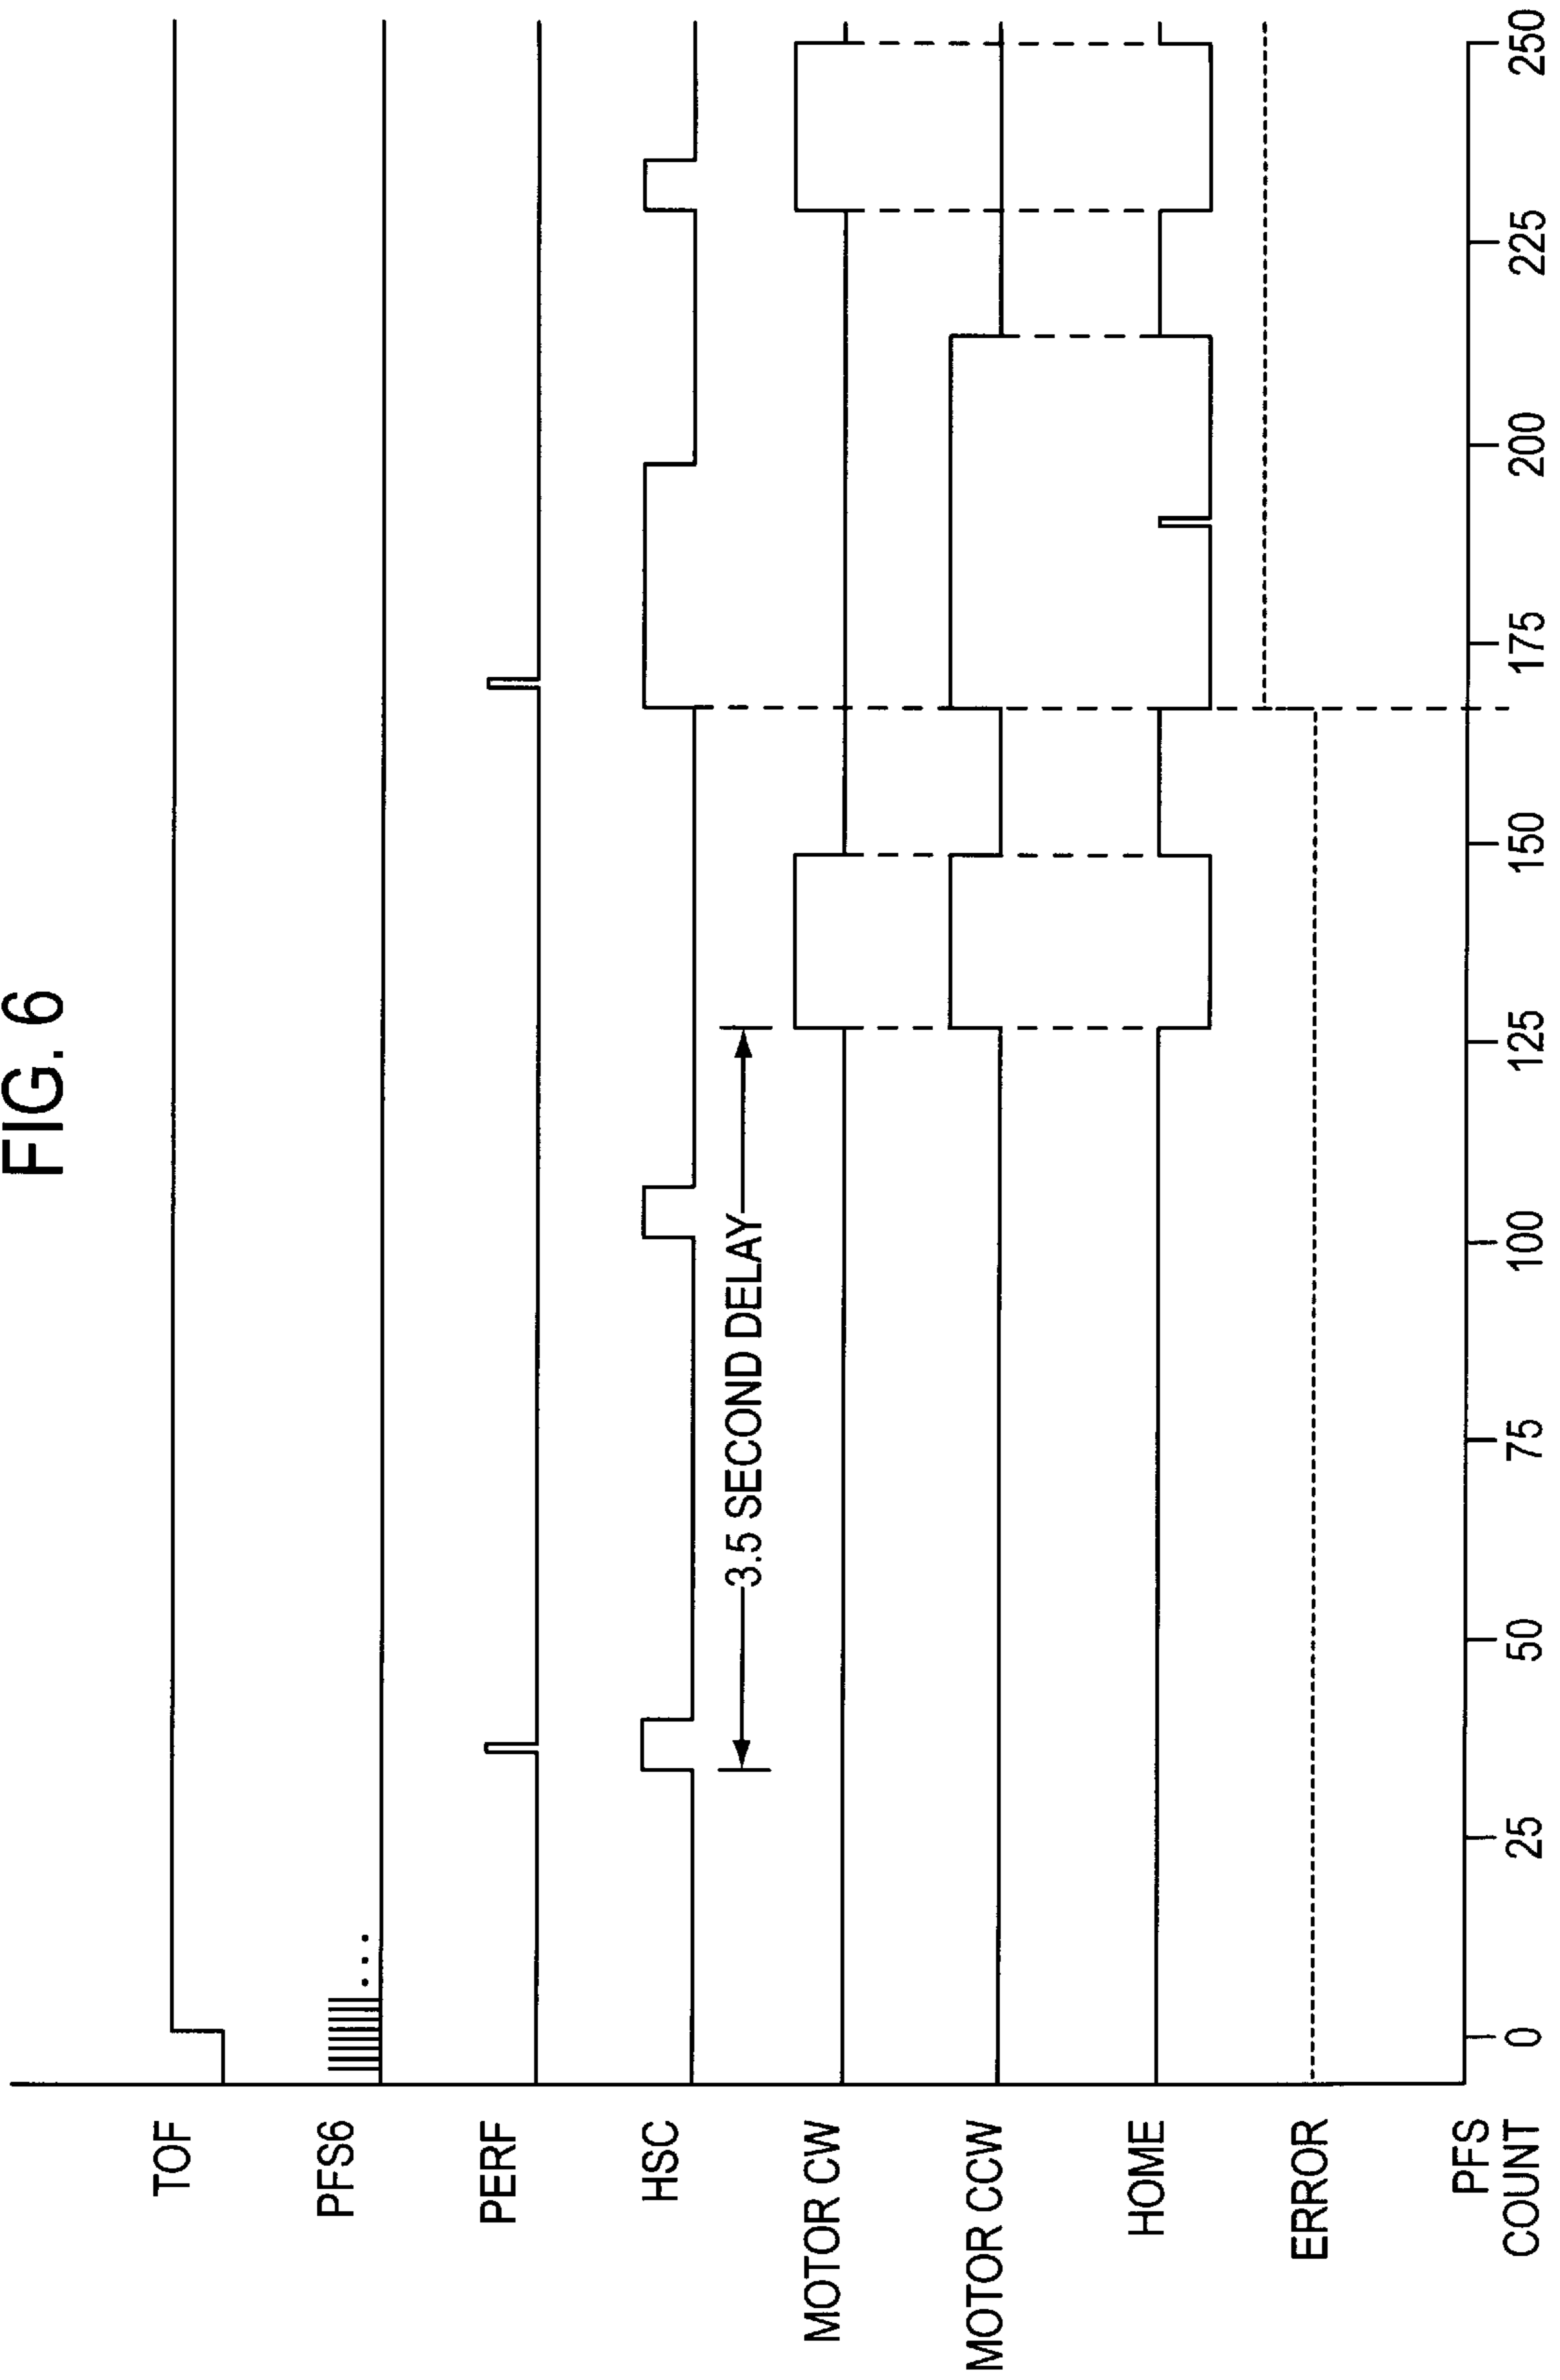 FIG. 6
TOF
PFS6
PERF
HSC
3.5 SECOND DELAY
MOTOR CW
MOTOR CCW
HOME
ERROR
PFS
COUNT
0 25 50 75 100 125 150 175 200 225 250